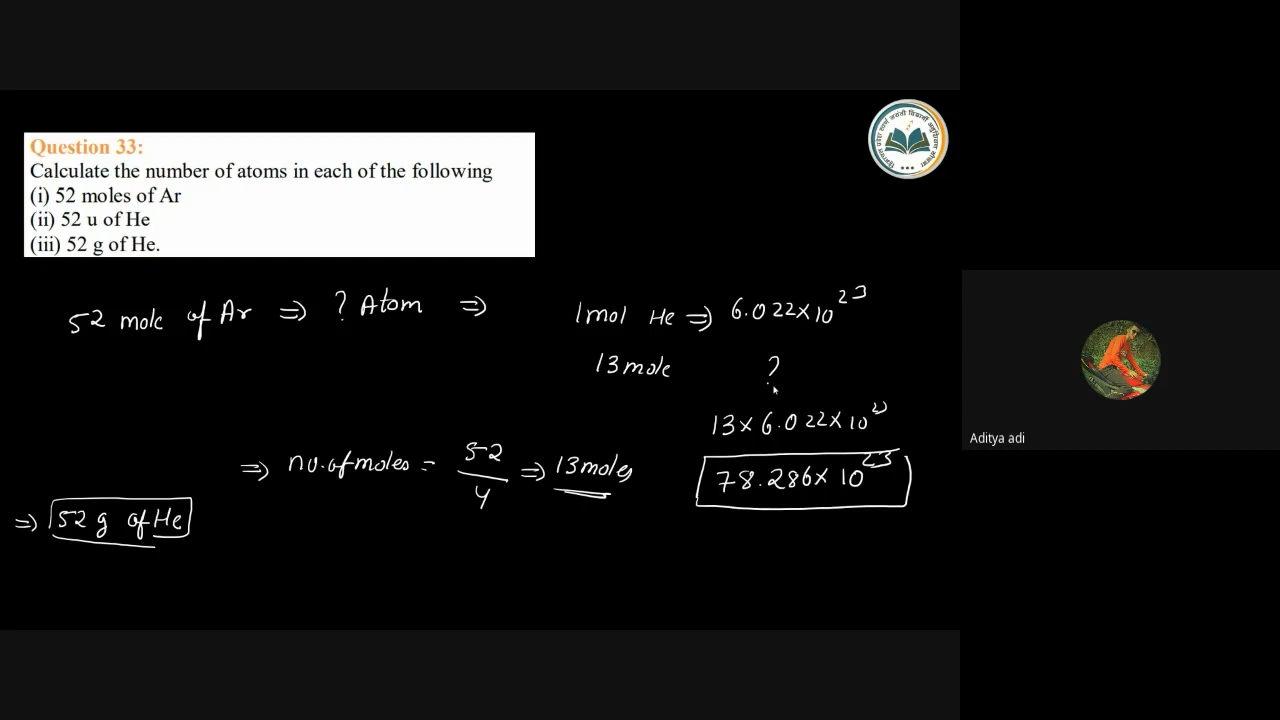 Question 33:
Calculate the number of atoms in each of the following
(i) 52 moles of Ar
(ii) 52 u of He
(iii) 52 g of He.
52 mole of Ar ⇒ ? Atom ⇒
1mol He ⇒ 6.022×10²³
13mole ?
13×6.022×10²³
⇒ no.of moles = 52/4 ⇒ 13moles
78.286×10²³
⇒ 52 g of He
Aditya adi